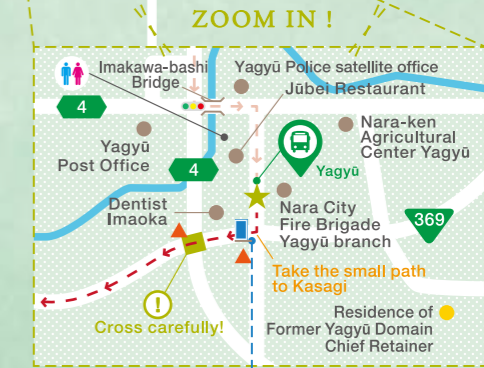 ZOOM IN !
Imakawa-bashi
Bridge
Yagyū Police satellite office
Jūbei Restaurant
4
Nara-ken
Agricultural
Center Yagyū
Yagyū
Post Office
4
Yagyū
Dentist
Imaoka
Nara City
Fire Brigade
Yagyū branch
369
Take the small path
to Kasagi
!
Cross carefully!
Residence of
Former Yagyū Domain
Chief Retainer